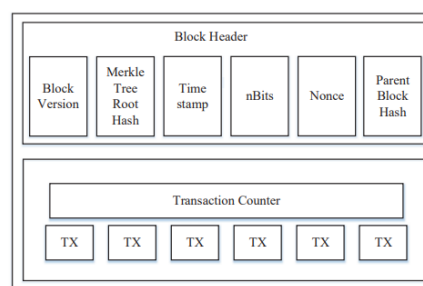 Block Header
Block
Version
Merkle
Tree
Root
Hash
Time
stamp
nBits
Nonce
Parent
Block
Hash
Transaction Counter
TX
TX
TX
TX
TX
TX